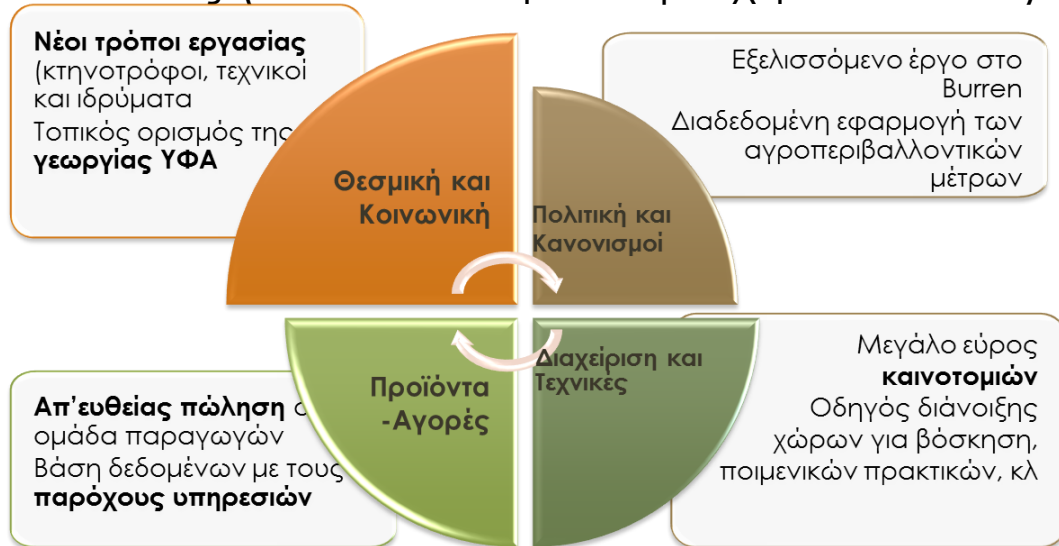 Νέοι τρόποι εργασίας
(κτηνοτρόφοι, τεχνικοί
και ιδρύματα
Τοπικός ορισμός της
γεωργίας ΥΦΑ
Εξελισσόμενο έργο στο
Burren
Διαδεδομένη εφαρμογή των
αγροπεριβαλλοντικών
μέτρων
Θεσμική και
Κοινωνική
Πολιτική και
Κανονισμοί
Προϊόντα
-Αγορές
Διαχείριση και
Τεχνικές
Απ’ευθείας πώληση
ομάδα παραγωγών
Βάση δεδομένων με τους
παρόχους υπηρεσιών
Μεγάλο εύρος
καινοτομιών
Οδηγός διάνοιξης
χώρων για βόσκηση,
ποιμενικών πρακτικών, κλ